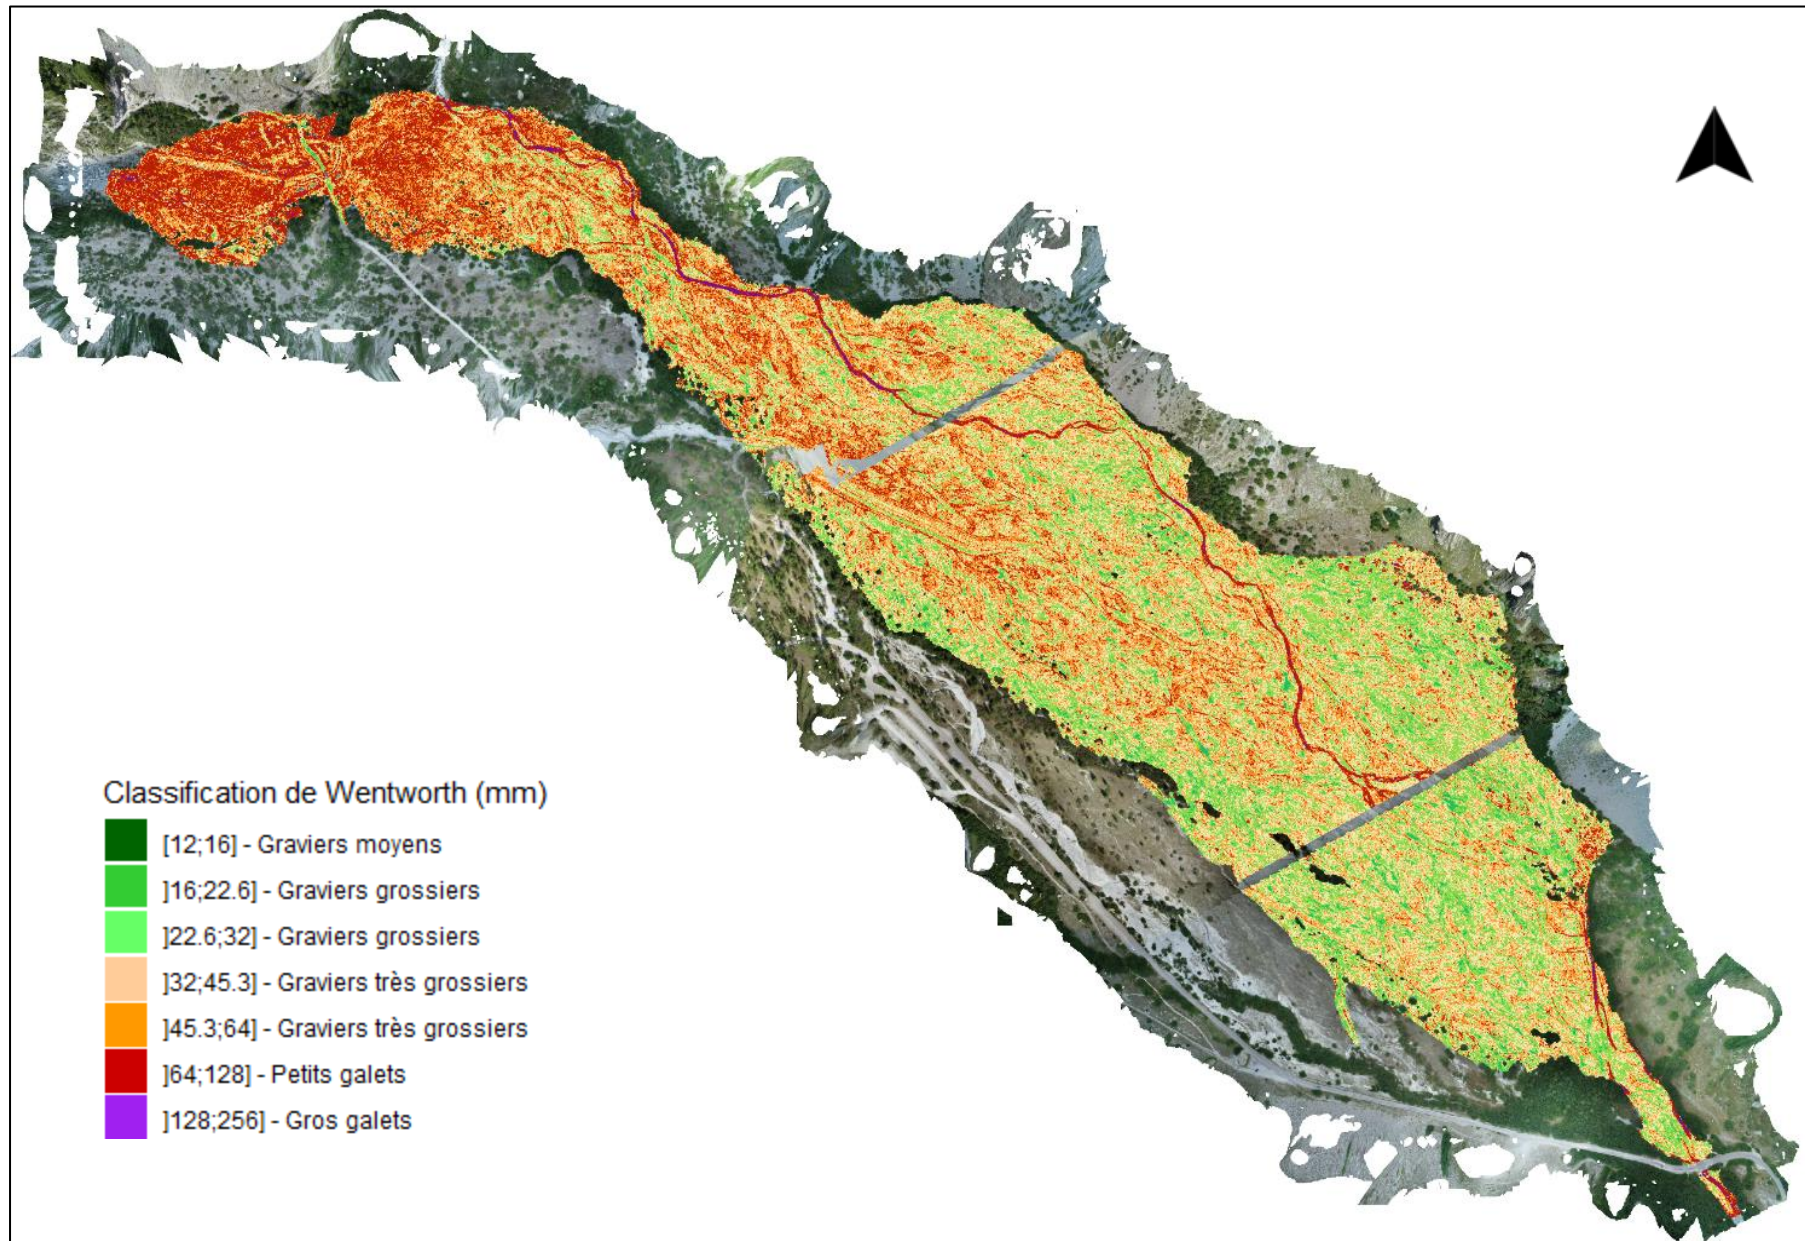 Classification de Wentworth (mm)
[12;16] - Graviers moyens
]16;22.6] - Graviers grossiers
]22.6;32] - Graviers grossiers
]32;45.3] - Graviers très grossiers
]45.3;64] - Graviers très grossiers
]64;128] - Petits galets
]128;256] - Gros galets